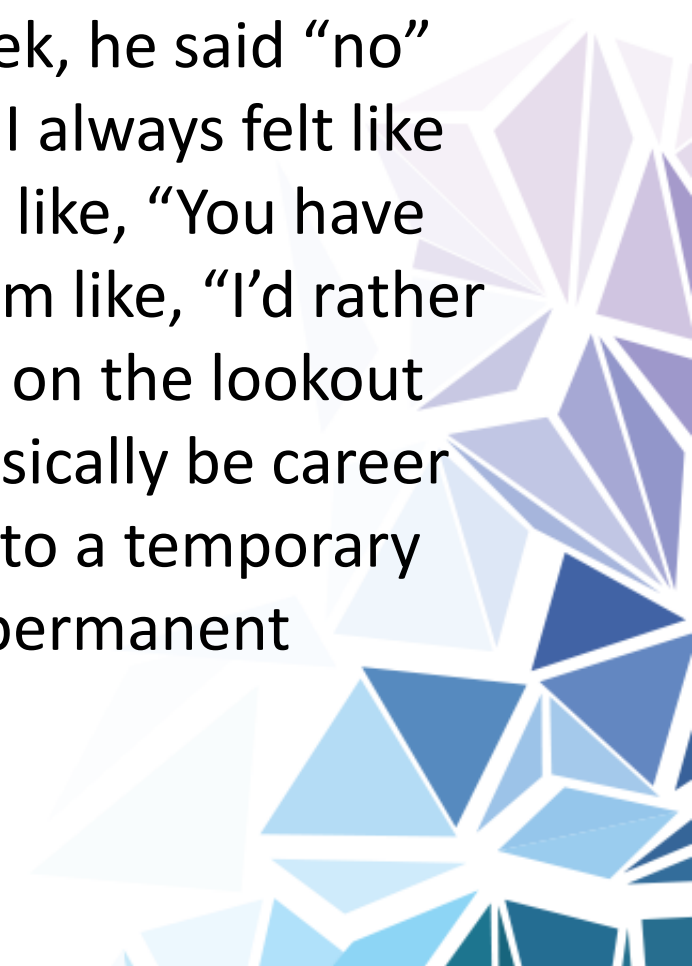 ek, he said “no”
I always felt like
like, “You have
m like, “I’d rather
on the lookout
sically be career
to a temporary
permanent